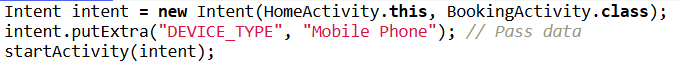 Intent intent = new Intent(HomeActivity.this, BookingActivity.class);
intent.putExtra("DEVICE_TYPE", "Mobile Phone"); // Pass data
startActivity(intent);